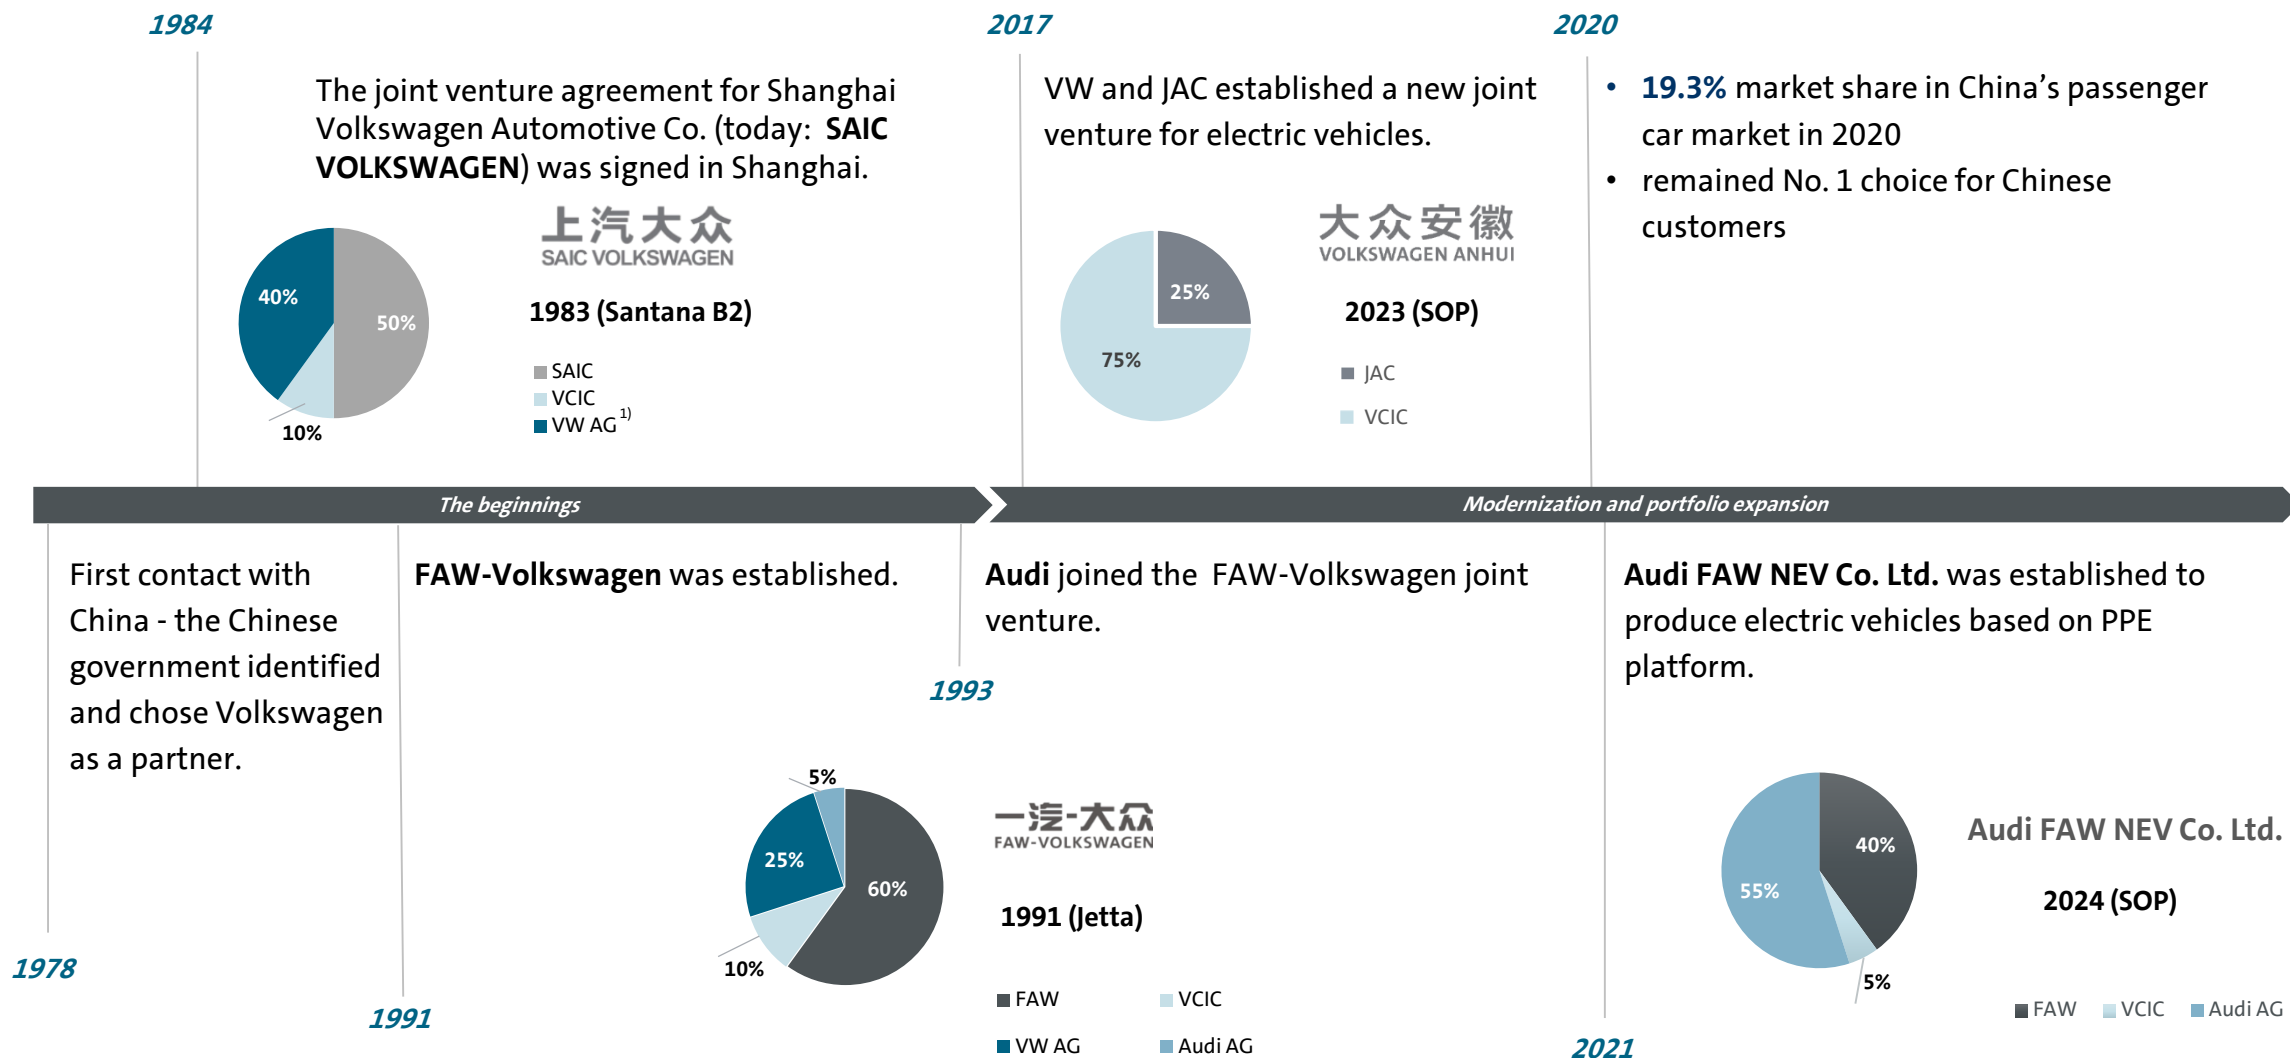 1984
2017
2020
The joint venture agreement for Shanghai
Volkswagen Automotive Co. (today: SAIC
VOLKSWAGEN) was signed in Shanghai.
上汽大众
SAIC VOLKSWAGEN
40%
50%
10%
1983 (Santana B2)
SAIC
VCIC
VW AG 1)
VW and JAC established a new joint
venture for electric vehicles.
大众安徽
VOLKSWAGEN ANHUI
25%
75%
2023 (SOP)
JAC
VCIC
• 19.3% market share in China’s passenger
car market in 2020
• remained No. 1 choice for Chinese
customers
The beginnings
Modernization and portfolio expansion
First contact with
China - the Chinese
government identified
and chose Volkswagen
as a partner.
1978
FAW-Volkswagen was established.
1991
Audi joined the FAW-Volkswagen joint
venture.
1993
5%
25%
60%
10%
一汽-大众
FAW-VOLKSWAGEN
1991 (Jetta)
FAW
VCIC
VW AG
Audi AG
Audi FAW NEV Co. Ltd. was established to
produce electric vehicles based on PPE
platform.
40%
55%
5%
Audi FAW NEV Co. Ltd.
2024 (SOP)
FAW
VCIC
Audi AG
2021